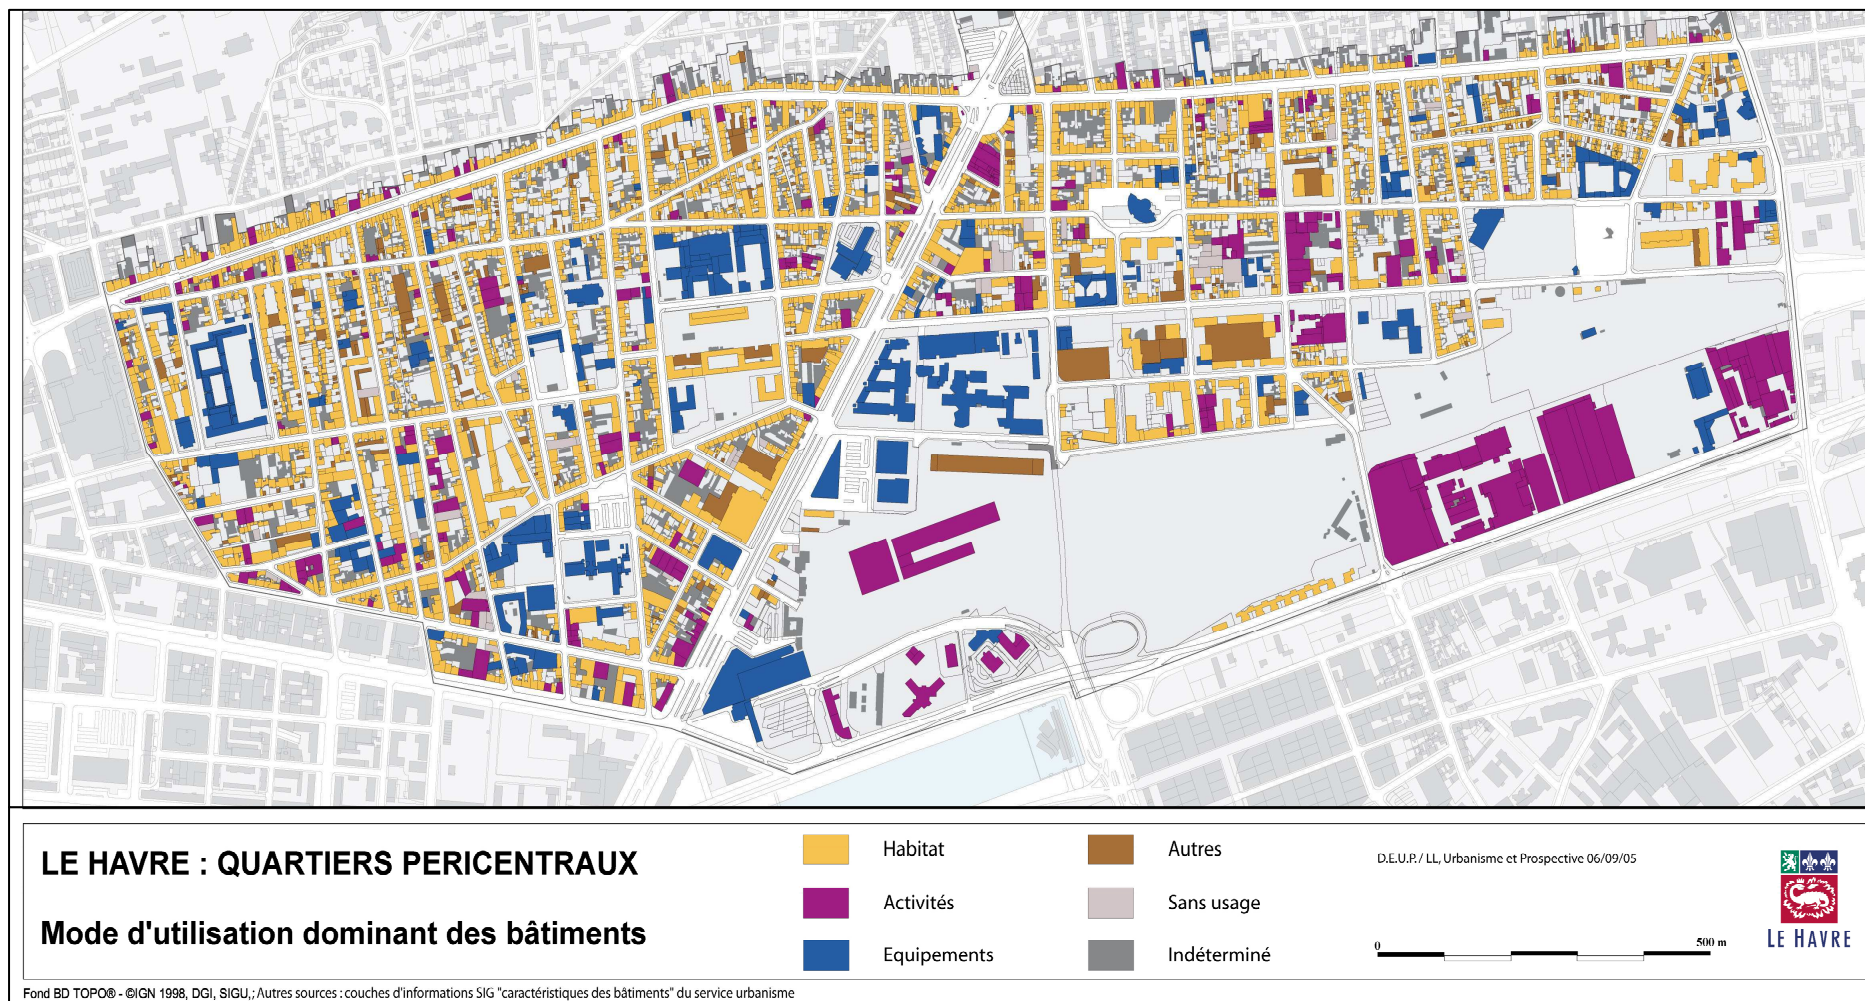 LE HAVRE : QUARTIERS PERICENTRAUX
Mode d'utilisation dominant des bâtiments
Habitat
Activités
Equipements
Autres
Sans usage
Indéterminé
D.E.U.P. / LL, Urbanisme et Prospective 06/09/05
0 500 m
LE HAVRE
Fond BD TOPO® - ©IGN 1998, DGI, SIGU,; Autres sources : couches d'informations SIG "caractéristiques des bâtiments" du service urbanisme